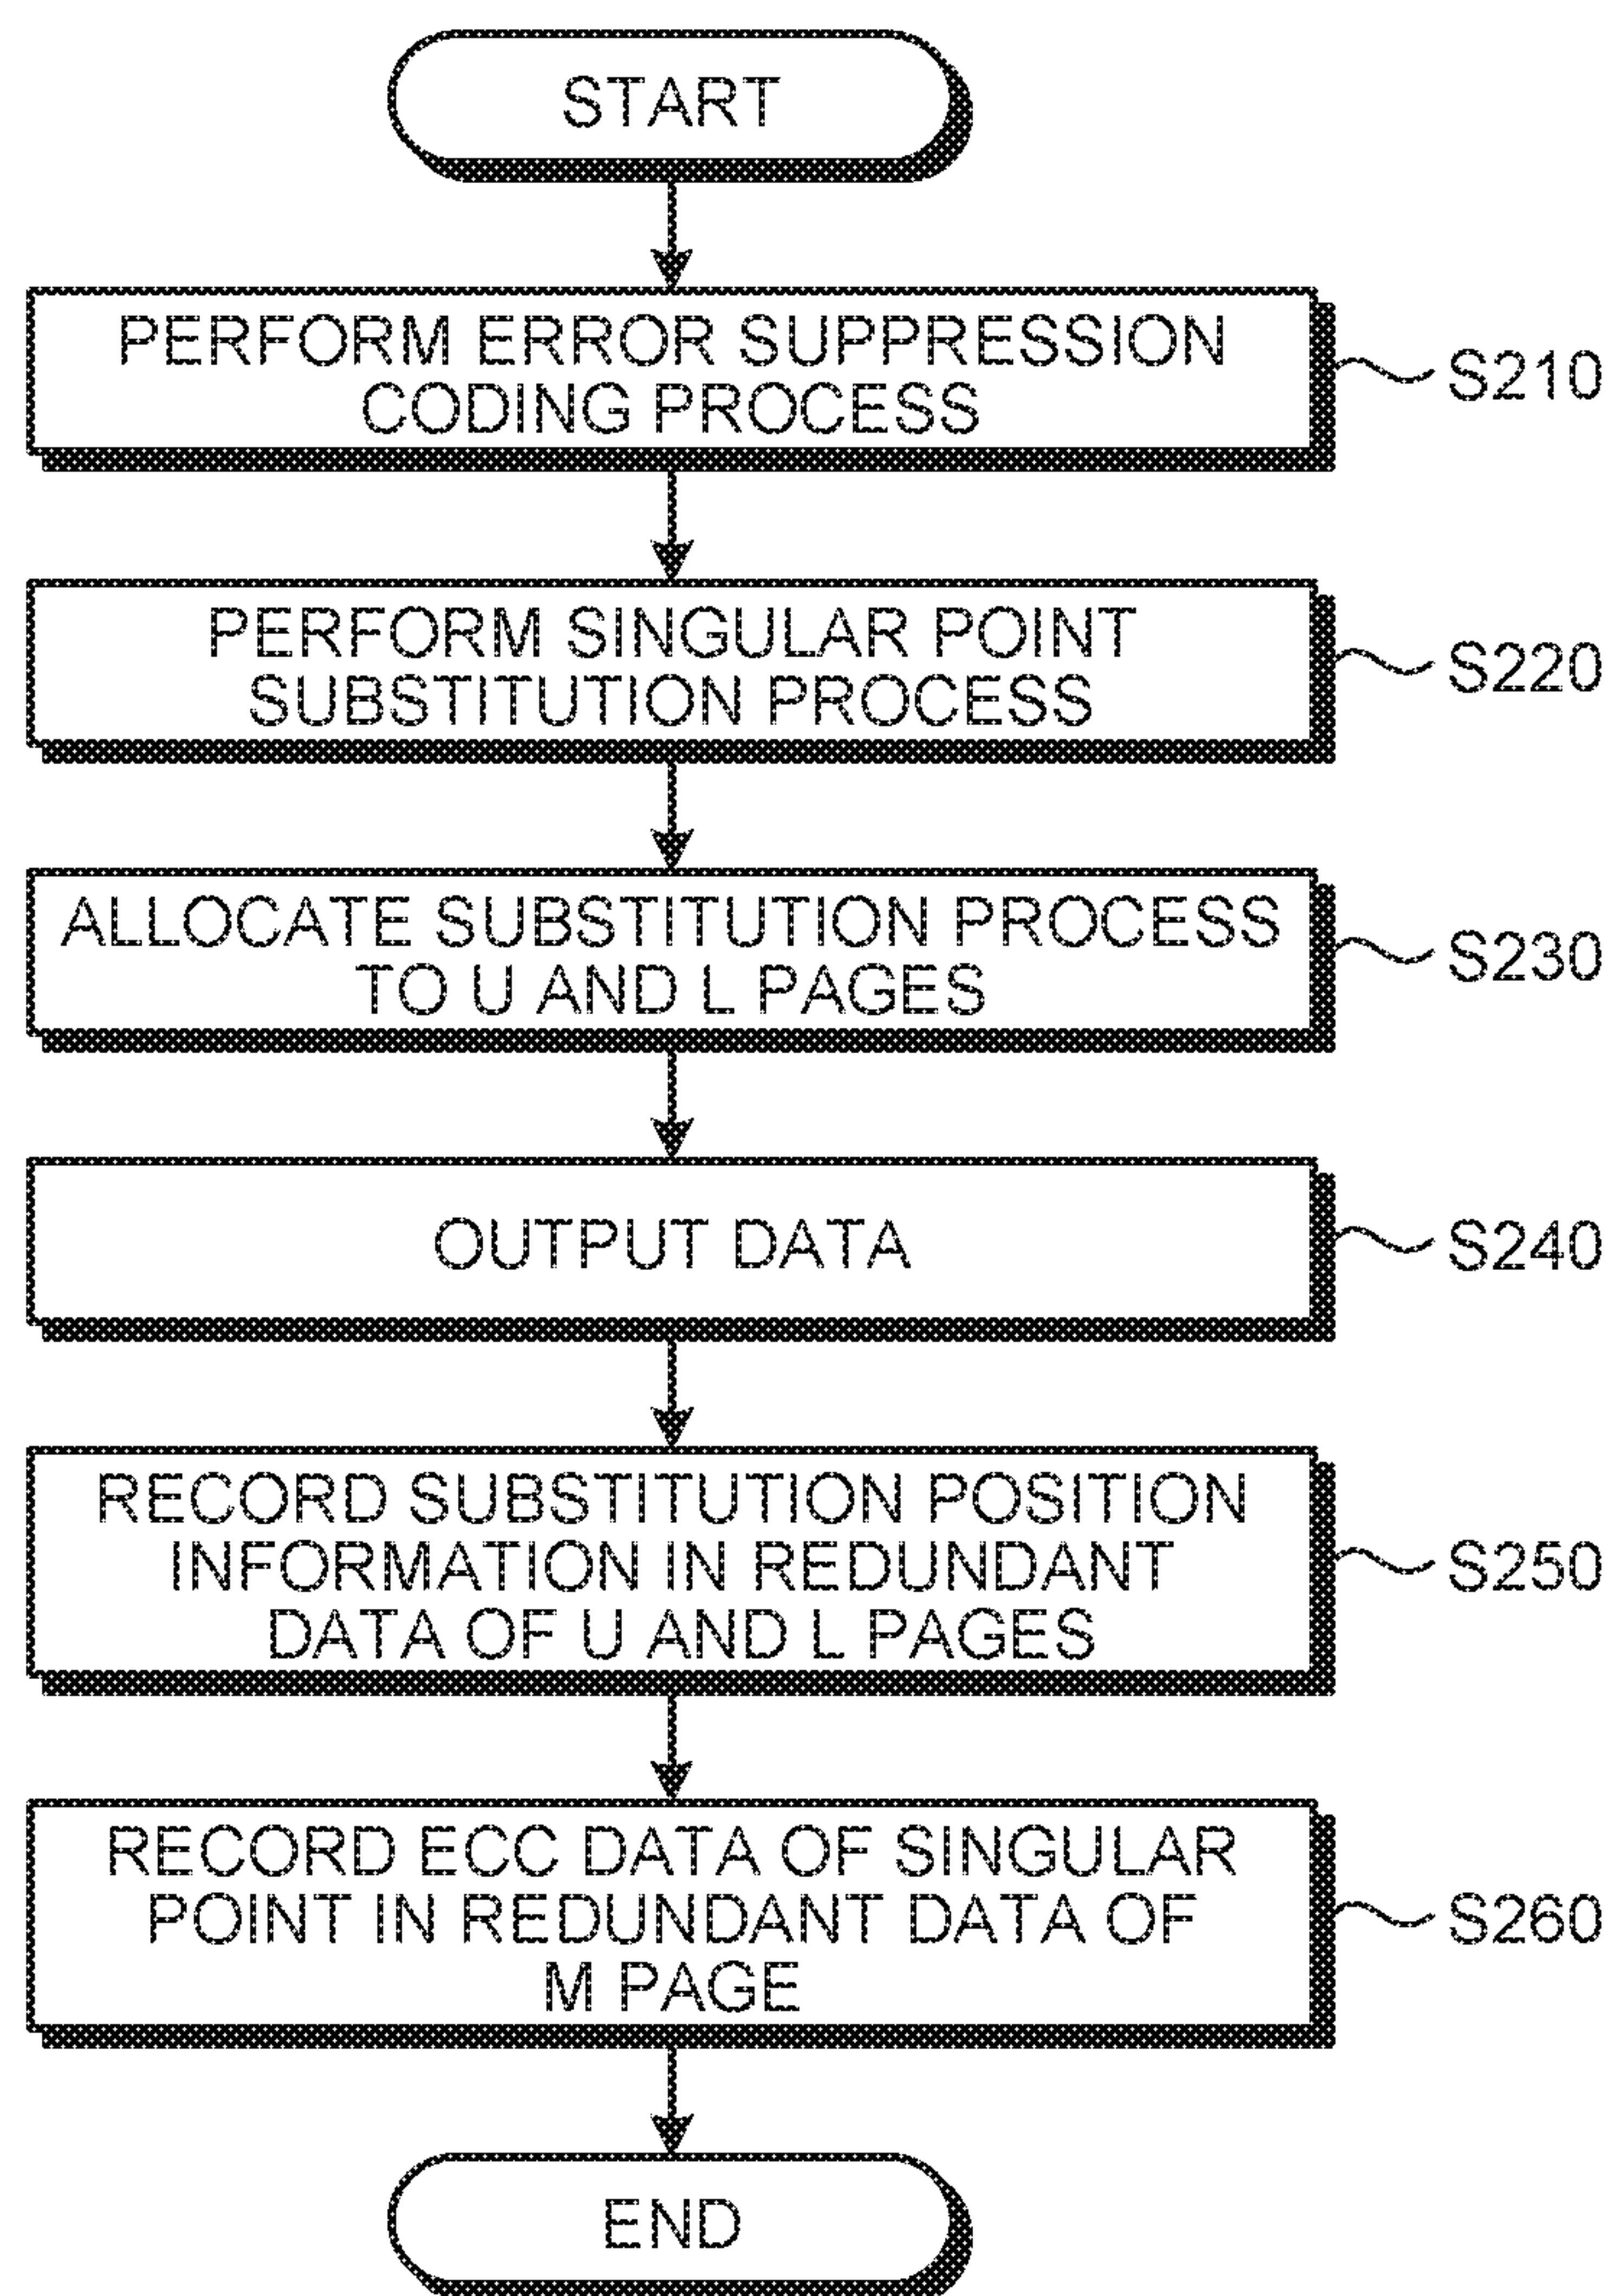 START
PERFORM ERROR SUPPRESSION
CODING PROCESS
S210
PERFORM SINGULAR POINT
SUBSTITUTION PROCESS
S220
ALLOCATE SUBSTITUTION PROCESS
TO U AND L PAGES
S230
OUTPUT DATA
S240
RECORD SUBSTITUTION POSITION
INFORMATION IN REDUNDANT
DATA OF U AND L PAGES
S250
RECORD ECC DATA OF SINGULAR
POINT IN REDUNDANT DATA OF
M PAGE
S260
END